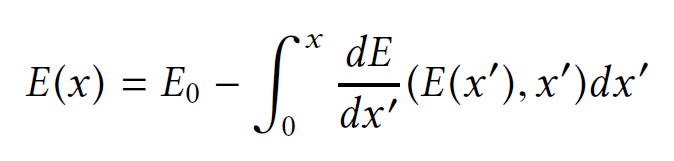 E(x) = E₀ − ∫₀ˣ dE/dx′ (E(x′), x′)dx′